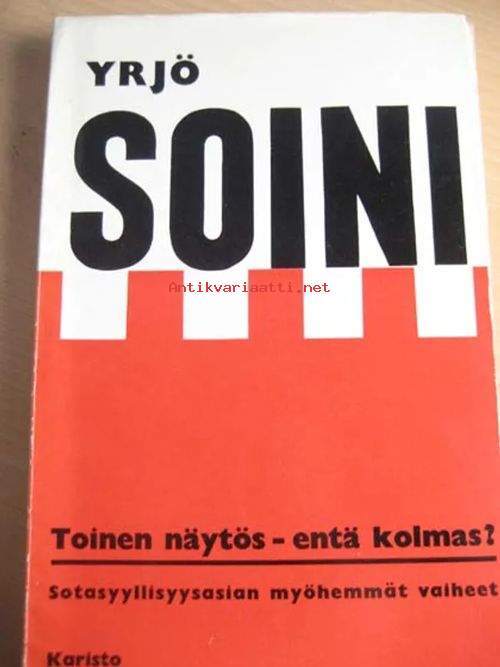 YRJÖ
SOINI
Antikvariaatti.net
Toinen näytös – entä kolmas?
Sotasyyllisyysasian myöhemmät vaiheet
Karisto